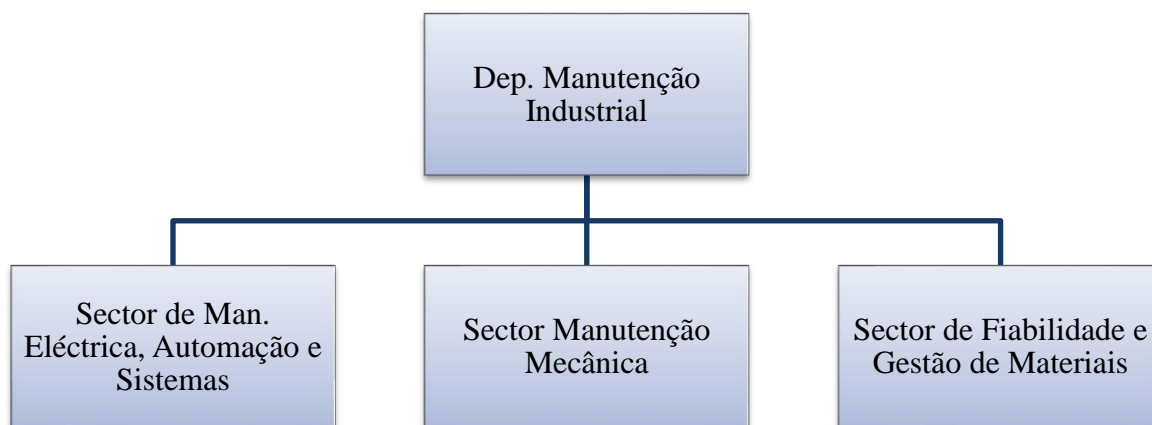 Dep. Manutenção
Industrial
Sector de Man.
Eléctrica, Automação e
Sistemas
Sector Manutenção
Mecânica
Sector de Fiabilidade e
Gestão de Materiais